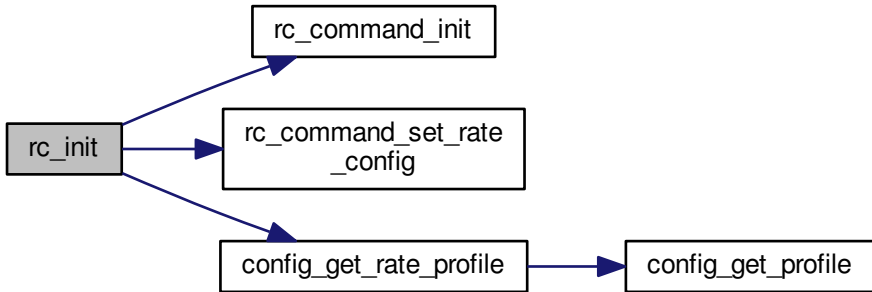 rc_command_init
rc_init
rc_command_set_rate
_config
config_get_rate_profile
config_get_profile